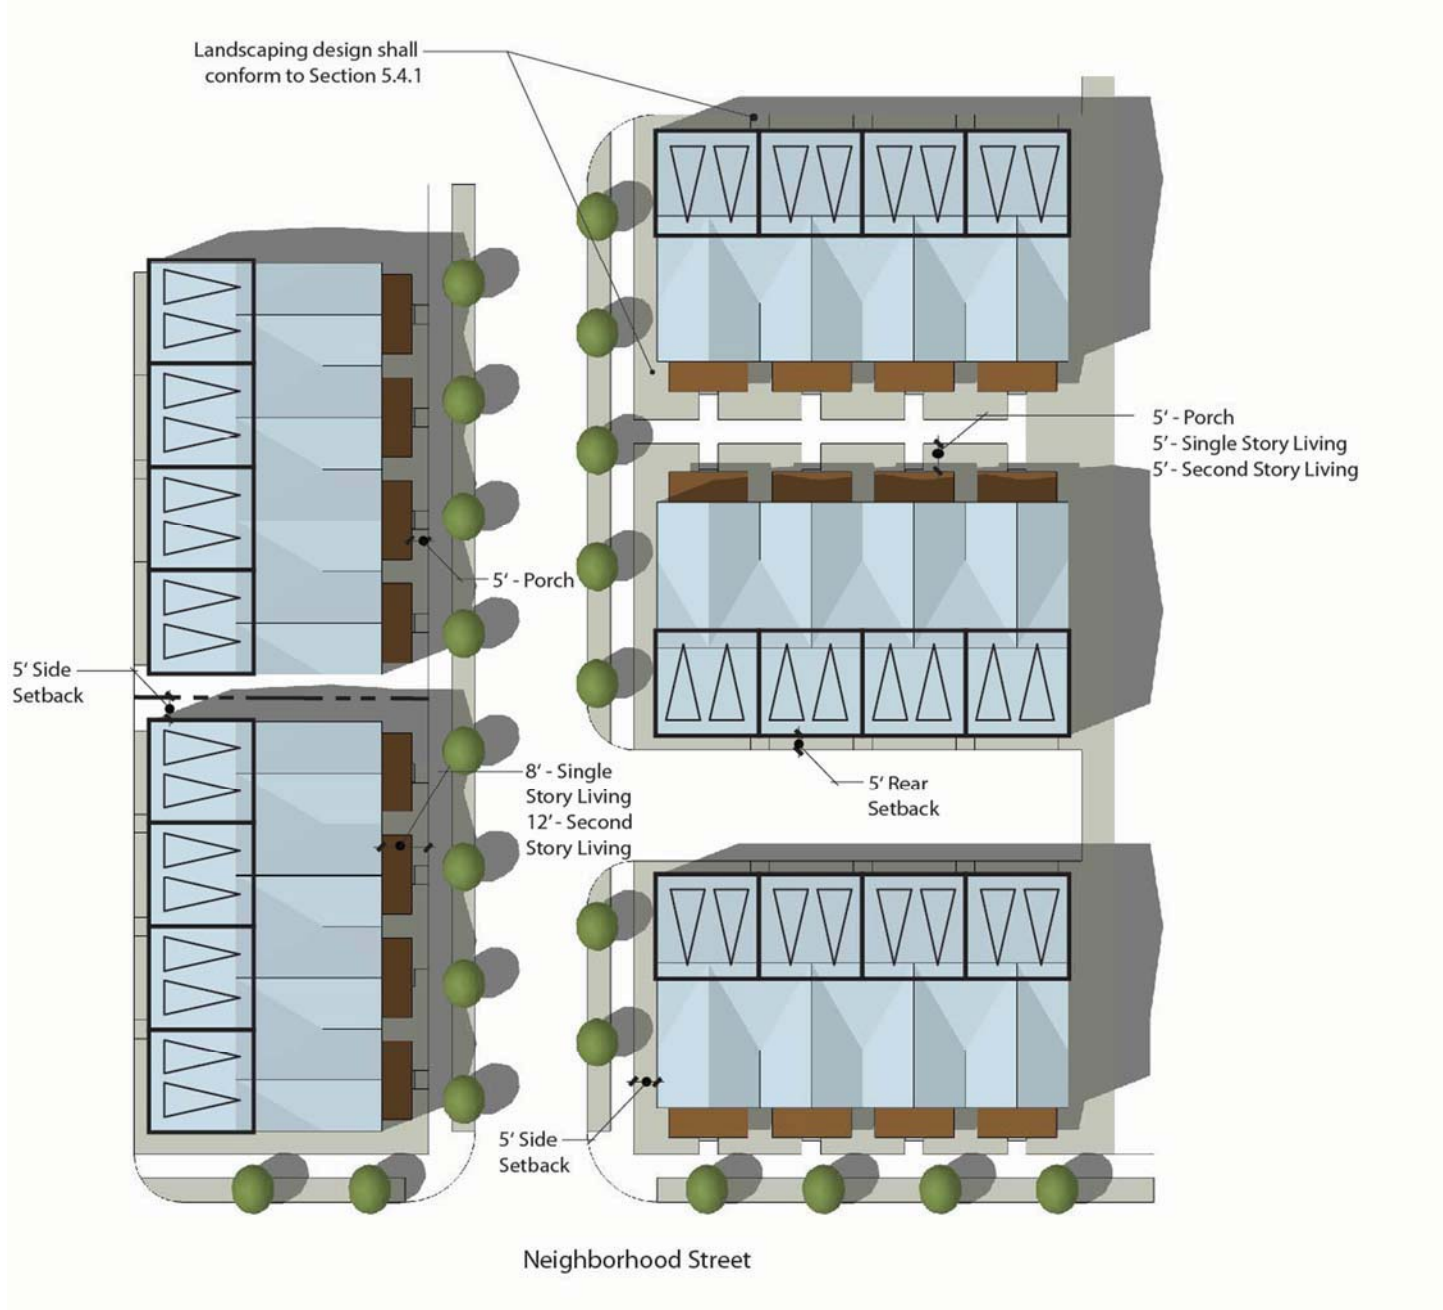 Landscaping design shall
conform to Section 5.4.1
5' - Porch
5' - Single Story Living
5' - Second Story Living
5' - Porch
5' Side
Setback
8' - Single
Story Living
12' - Second
Story Living
5' Rear
Setback
5' Side
Setback
Neighborhood Street